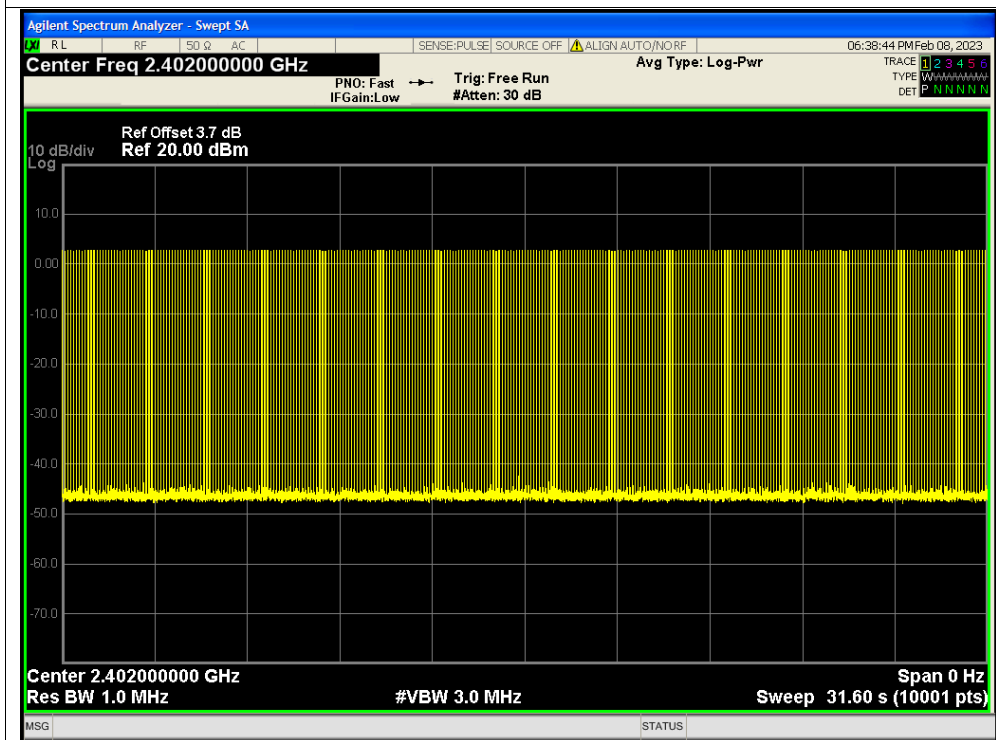 Agilent Spectrum Analyzer - Swept SA
LXI RL RF 50 Ω AC SENSE:PULSE SOURCE OFF ALIGN AUTO/NO RF 06:38:44 PM Feb 08, 2023
Center Freq 2.402000000 GHz
PNO: Fast
IFGain:Low
Trig: Free Run
#Atten: 30 dB
Avg Type: Log-Pwr
TRACE 1 2 3 4 5 6
TYPE WWWWWW
DET P N N N N N
Ref Offset 3.7 dB
10 dB/div Ref 20.00 dBm
Log
10.0
0.00
-10.0
-20.0
-30.0
-40.0
-50.0
-60.0
-70.0
Center 2.402000000 GHz Span 0 Hz
Res BW 1.0 MHz #VBW 3.0 MHz Sweep 31.60 s (10001 pts)
MSG STATUS